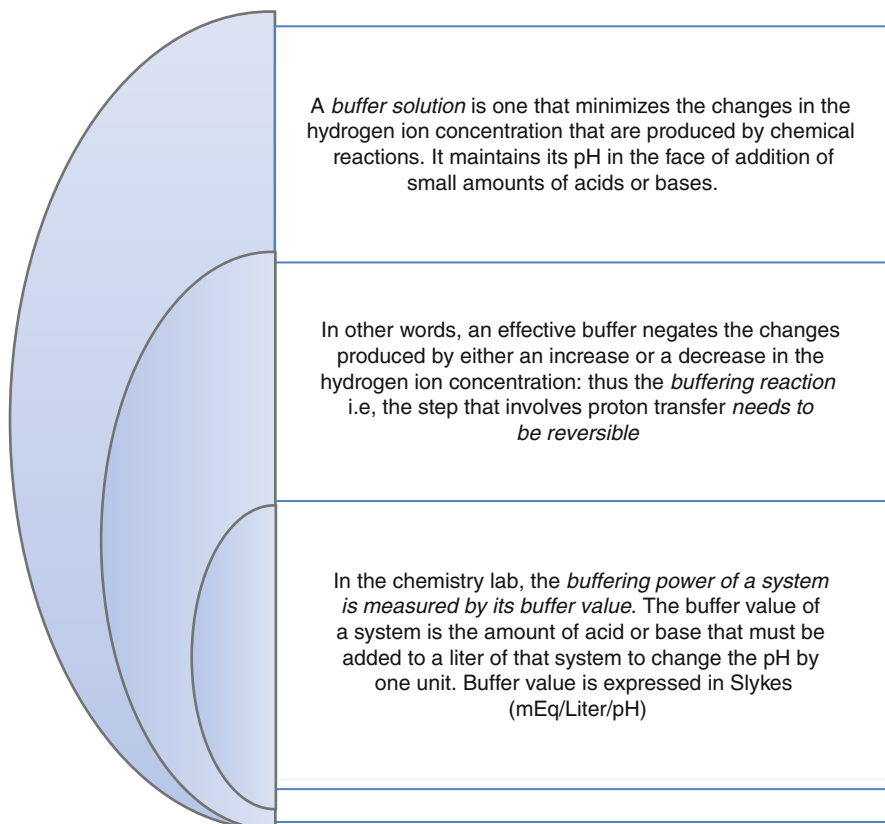 A buffer solution is one that minimizes the changes in the
hydrogen ion concentration that are produced by chemical
reactions. It maintains its pH in the face of addition of
small amounts of acids or bases.
In other words, an effective buffer negates the changes
produced by either an increase or a decrease in the
hydrogen ion concentration: thus the buffering reaction
i.e, the step that involves proton transfer needs to
be reversible
In the chemistry lab, the buffering power of a system
is measured by its buffer value. The buffer value of
a system is the amount of acid or base that must be
added to a liter of that system to change the pH by
one unit. Buffer value is expressed in Slykes
(mEq/Liter/pH)